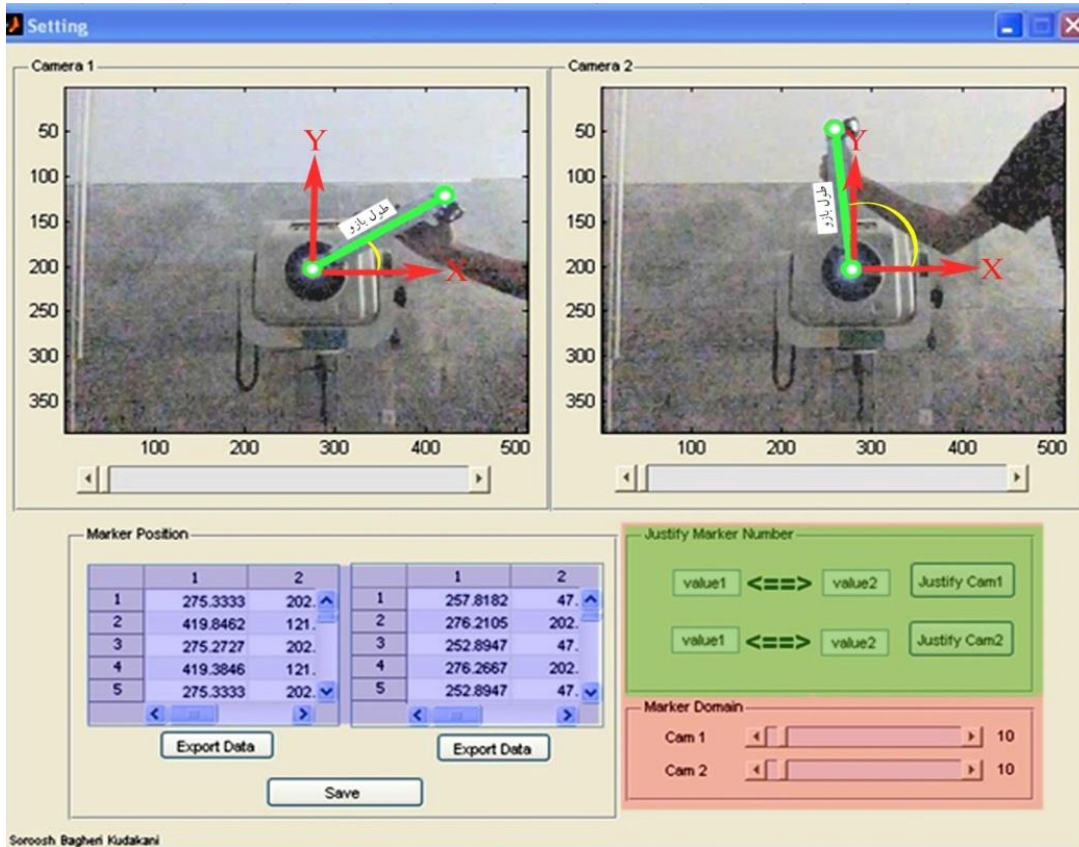 Setting
Camera 1
Camera 2
50
100
150
200
250
300
350
100 200 300 400 500
Y
X
طول بازو
50
100
150
200
250
300
350
100 200 300 400 500
Y
X
طول بازو
Marker Position
1 2
1 275.3333 202.
2 419.8462 121.
3 275.2727 202.
4 419.3846 121.
5 275.3333 202.
Export Data
1 2
1 257.8182 47.
2 276.2105 202.
3 252.8947 47.
4 276.2667 202.
5 252.8947 47.
Export Data
Save
Justify Marker Number
value1 <==> value2 Justify Cam1
value1 <==> value2 Justify Cam2
Marker Domain
Cam 1 10
Cam 2 10
Soroosh Bagheri Kudakani